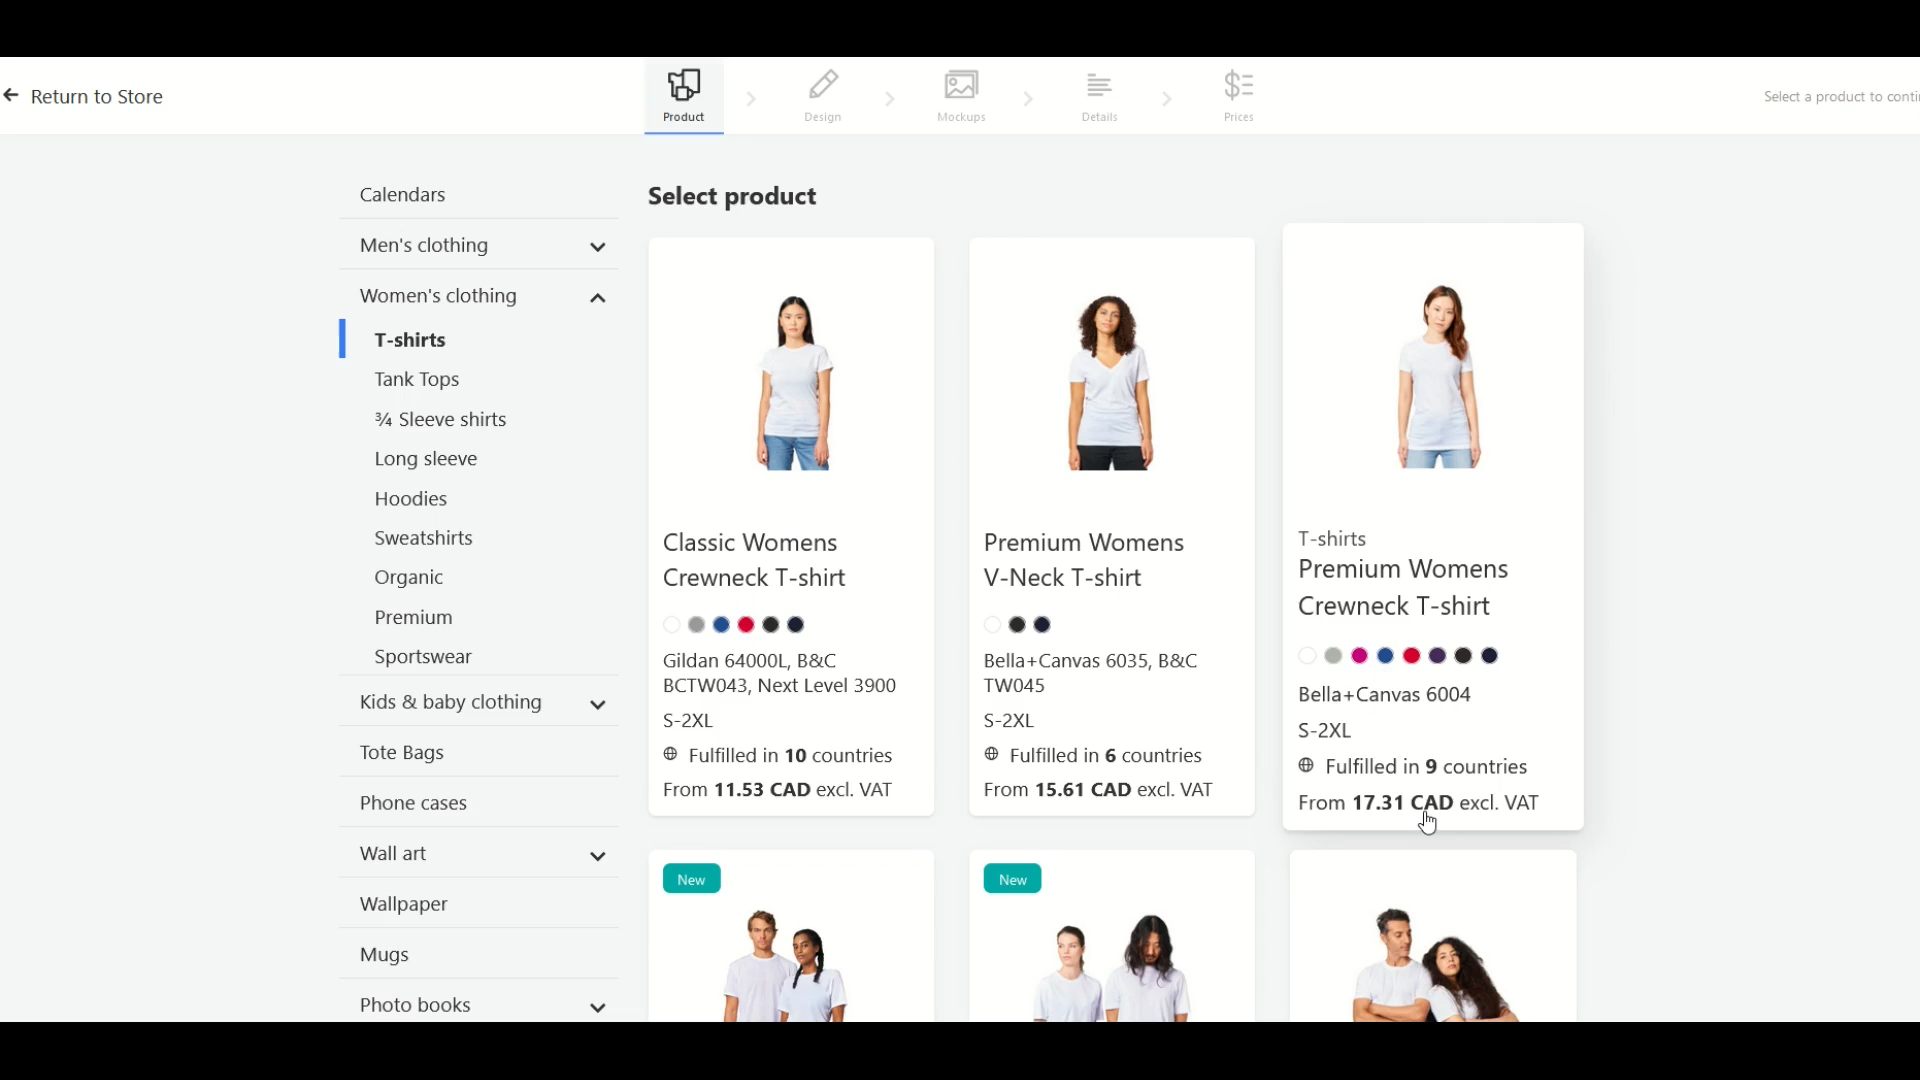 Return to Store
Product
Design
Mockups
Details
Prices
Select a product to conti
Calendars
Men's clothing
Women's clothing
T-shirts
Tank Tops
¾ Sleeve shirts
Long sleeve
Hoodies
Sweatshirts
Organic
Premium
Sportswear
Kids & baby clothing
Tote Bags
Phone cases
Wall art
Wallpaper
Mugs
Photo books
Select product
Classic Womens
Crewneck T-shirt
Gildan 64000L, B&C
BCTW043, Next Level 3900
S-2XL
Fulfilled in 10 countries
From 11.53 CAD excl. VAT
Premium Womens
V-Neck T-shirt
Bella+Canvas 6035, B&C
TW045
S-2XL
Fulfilled in 6 countries
From 15.61 CAD excl. VAT
T-shirts
Premium Womens
Crewneck T-shirt
Bella+Canvas 6004
S-2XL
Fulfilled in 9 countries
From 17.31 CAD excl. VAT
New
New